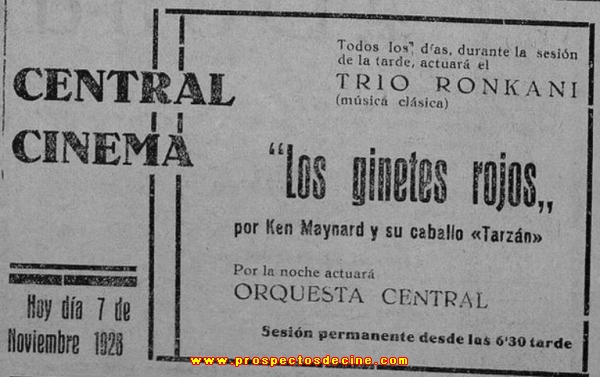 CENTRAL
CINEMA
Hoy día 7 de
Noviembre 1928
Todos los días, durante la sesión
de la tarde, actuará el
TRIO RONKANI
(música clásica)
“Los ginetes rojos„
por Ken Maynard y su caballo «Tarzán»
Por la noche actuará
ORQUESTA CENTRAL
Sesión permanente desde las 6'30 tarde
www.prospectosdecine.com